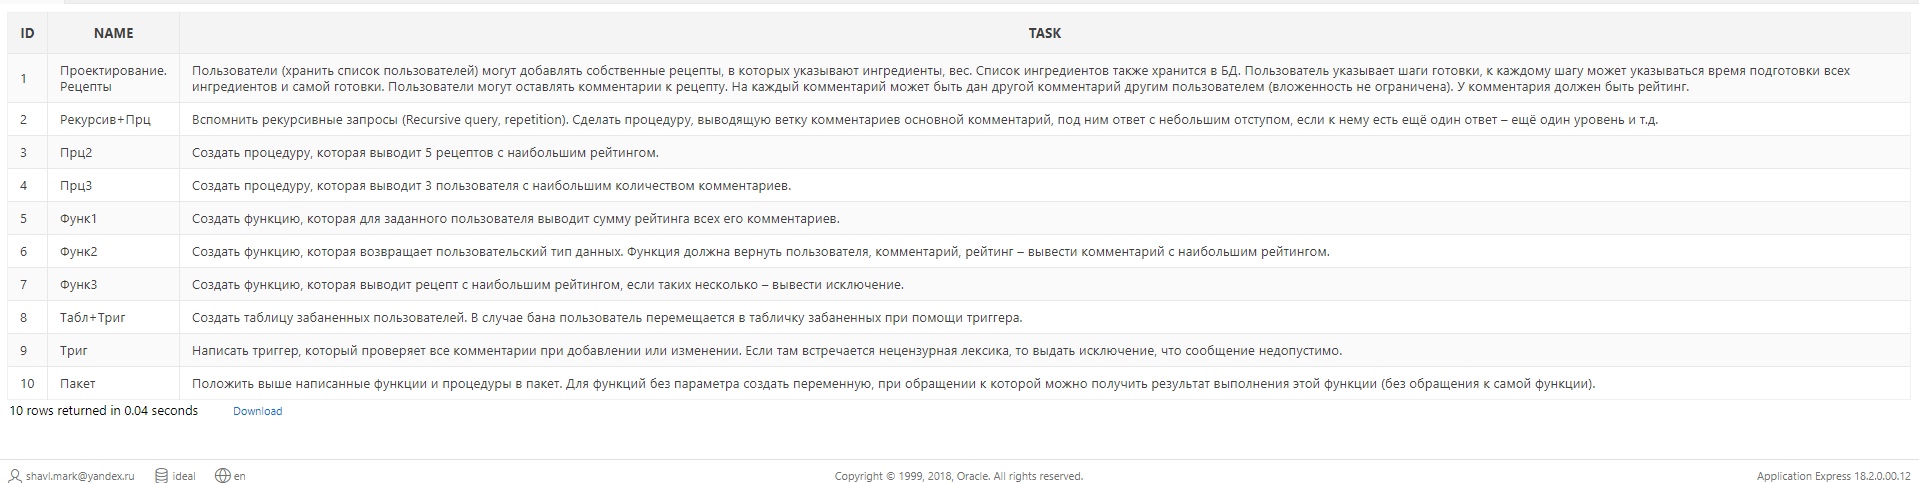 ID NAME TASK
1 Проектирование. Рецепты Пользователи (хранить список пользователей) могут добавлять собственные рецепты, в которых указывают ингредиенты, вес. Список ингредиентов также хранится в БД. Пользователь указывает шаги готовки, к каждому шагу может указываться время подготовки всех
ингредиентов и самой готовки. Пользователи могут оставлять комментарии к рецепту. На каждый комментарий может быть дан другой комментарий другим пользователем (вложенность не ограничена). У комментария должен быть рейтинг.
2 Рекурсив+Прц Вспомнить рекурсивные запросы (Recursive query, repetition). Сделать процедуру, выводящую ветку комментариев основной комментарий, под ним ответ с небольшим отступом, если к нему есть ещё один ответ – ещё один уровень и т.д.
3 Прц2 Создать процедуру, которая выводит 5 рецептов с наибольшим рейтингом.
4 Прц3 Создать процедуру, которая выводит 3 пользователя с наибольшим количеством комментариев.
5 Функ1 Создать функцию, которая для заданного пользователя выводит сумму рейтинга всех его комментариев.
6 Функ2 Создать функцию, которая возвращает пользовательский тип данных. Функция должна вернуть пользователя, комментарий, рейтинг – вывести комментарий с наибольшим рейтингом.
7 Функ3 Создать функцию, которая выводит рецепт с наибольшим рейтингом, если таких несколько – вывести исключение.
8 Табл+Триг Создать таблицу забаненных пользователей. В случае бана пользователь перемещается в табличку забаненных при помощи триггера.
9 Триг Написать триггер, который проверяет все комментарии при добавлении или изменении. Если там встречается нецензурная лексика, то выдать исключение, что сообщение недопустимо.
10 Пакет Положить выше написанные функции и процедуры в пакет. Для функций без параметра создать переменную, при обращении к которой можно получить результат выполнения этой функции (без обращения к самой функции).
10 rows returned in 0.04 seconds Download
shavl.mark@yandex.ru ideal en Copyright © 1999, 2018, Oracle. All rights reserved. Application Express 18.2.0.00.12